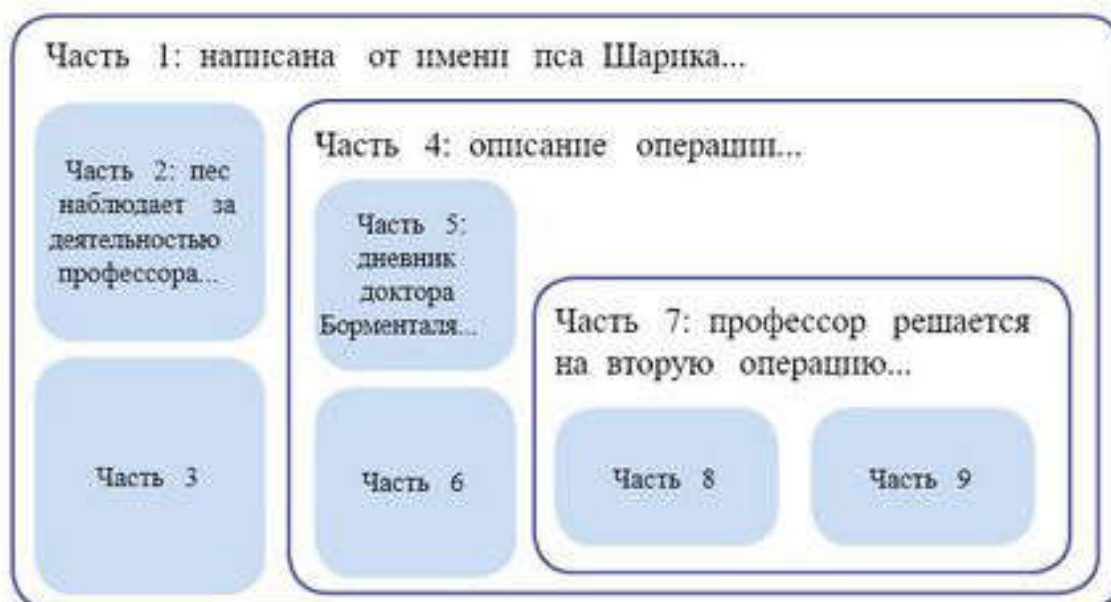 Часть 1: написана от имени пса Шарика...
Часть 2: пес
наблюдает за
деятельностью
профессора...
Часть 3
Часть 4: описание операции...
Часть 5:
дневник
доктора
Борменталя...
Часть 6
Часть 7: профессор решается
на вторую операцию...
Часть 8
Часть 9